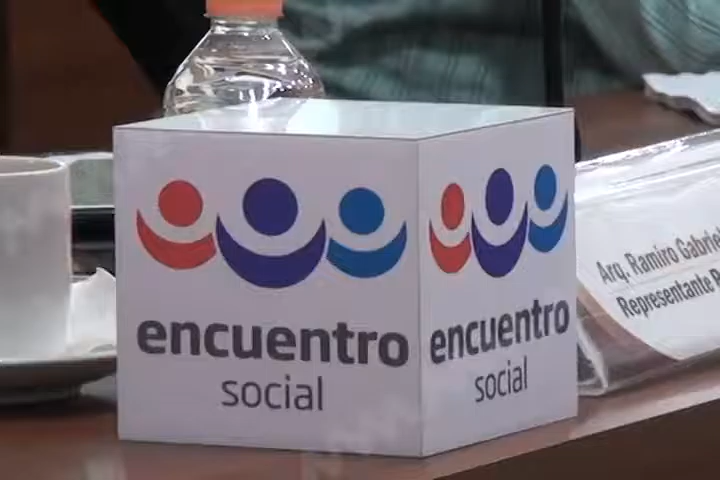 encuentro
social
encuentro
social
Arq. Ramiro Gabriel
Representante